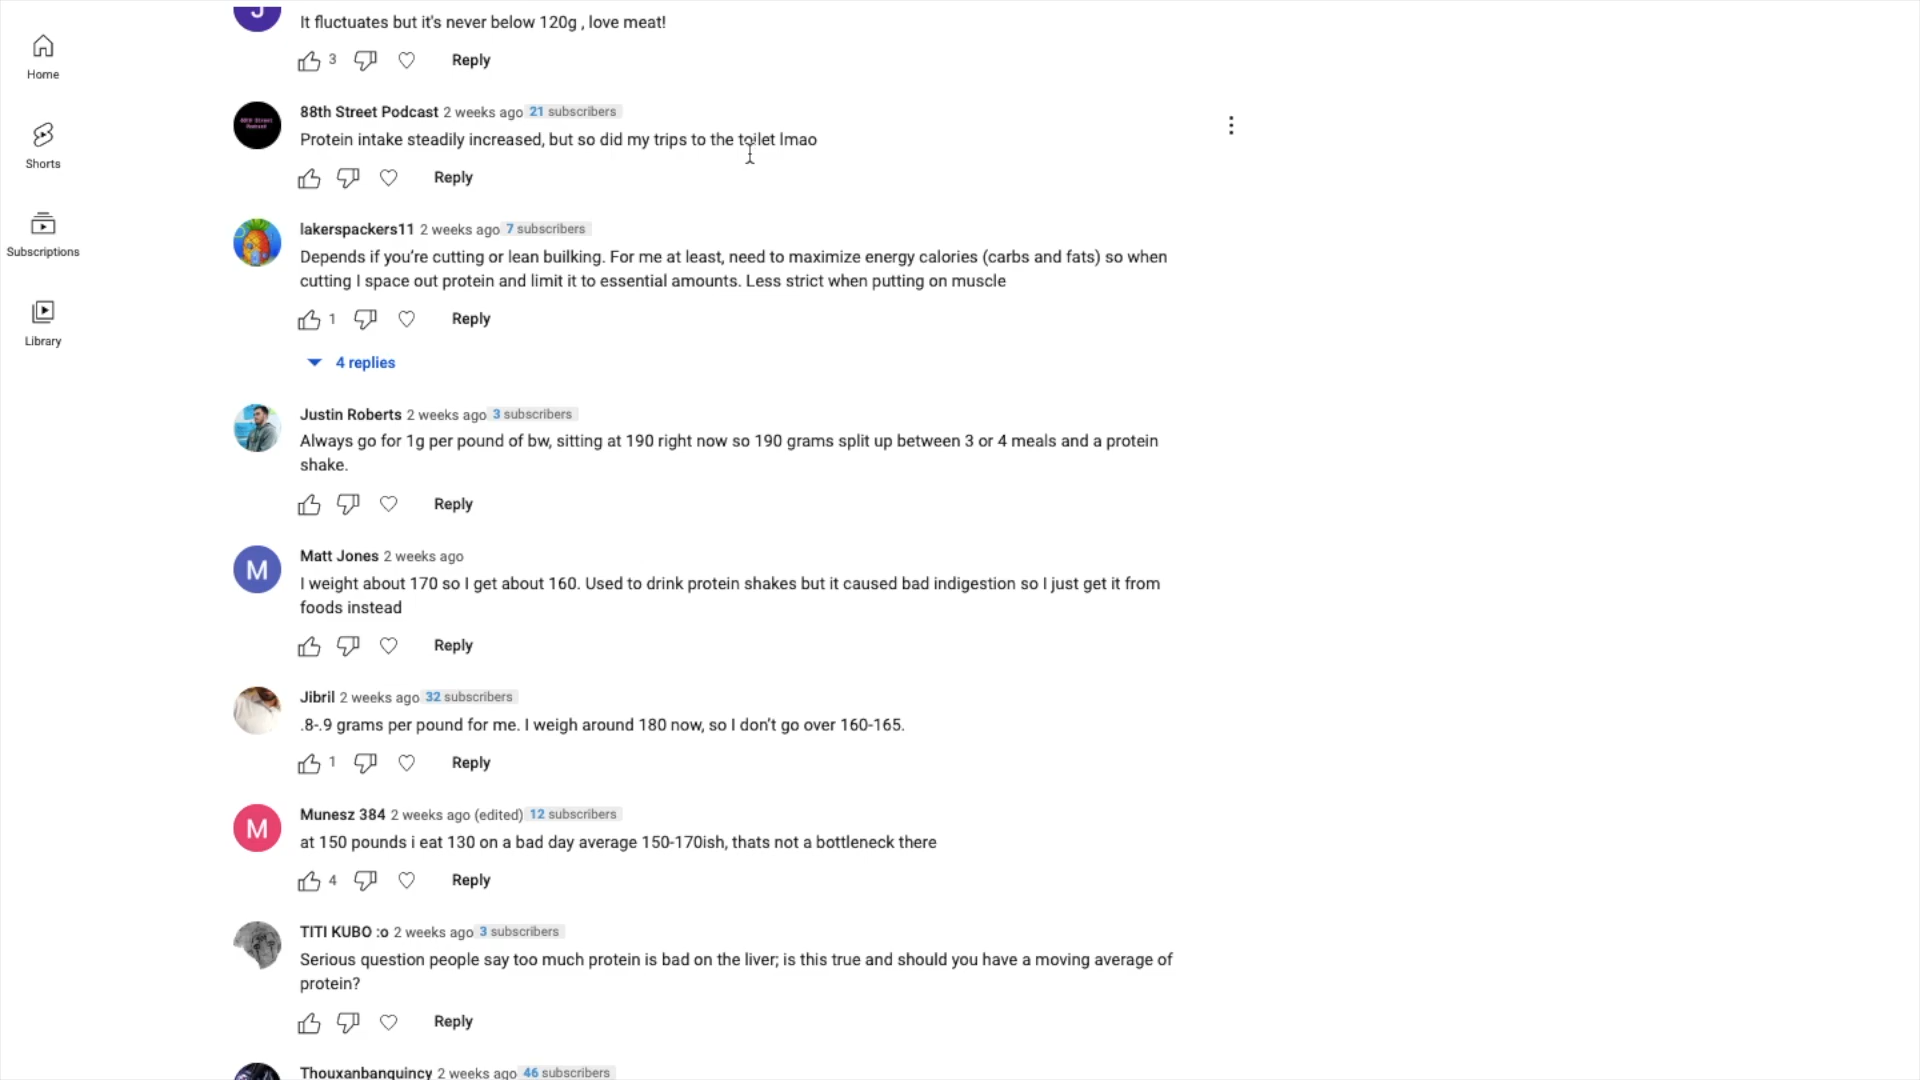 Home
Shorts
Subscriptions
Library
J
It fluctuates but it's never below 120g , love meat!
3 Reply
88th Street Podcast
88th Street Podcast 2 weeks ago 21 subscribers
Protein intake steadily increased, but so did my trips to the toilet lmao
Reply
lakerspackers11 2 weeks ago 7 subscribers
Depends if you’re cutting or lean builking. For me at least, need to maximize energy calories (carbs and fats) so when
cutting I space out protein and limit it to essential amounts. Less strict when putting on muscle
1 Reply
4 replies
Justin Roberts 2 weeks ago 3 subscribers
Always go for 1g per pound of bw, sitting at 190 right now so 190 grams split up between 3 or 4 meals and a protein
shake.
Reply
M
Matt Jones 2 weeks ago
I weight about 170 so I get about 160. Used to drink protein shakes but it caused bad indigestion so I just get it from
foods instead
Reply
Jibril 2 weeks ago 32 subscribers
.8-.9 grams per pound for me. I weigh around 180 now, so I don’t go over 160-165.
1 Reply
M
Munesz 384 2 weeks ago (edited) 12 subscribers
at 150 pounds i eat 130 on a bad day average 150-170ish, thats not a bottleneck there
4 Reply
TITI KUBO :o 2 weeks ago 3 subscribers
Serious question people say too much protein is bad on the liver; is this true and should you have a moving average of
protein?
Reply
Thouxanbanquincy 2 weeks ago 46 subscribers